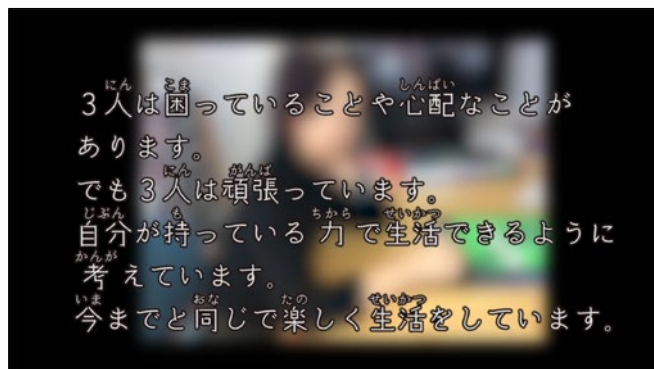 3人は困っていることや心配なことが
あります。
でも3人は頑張っています。
自分が持っている力で生活できるように
考えています。
今までと同じで楽しく生活をしています。